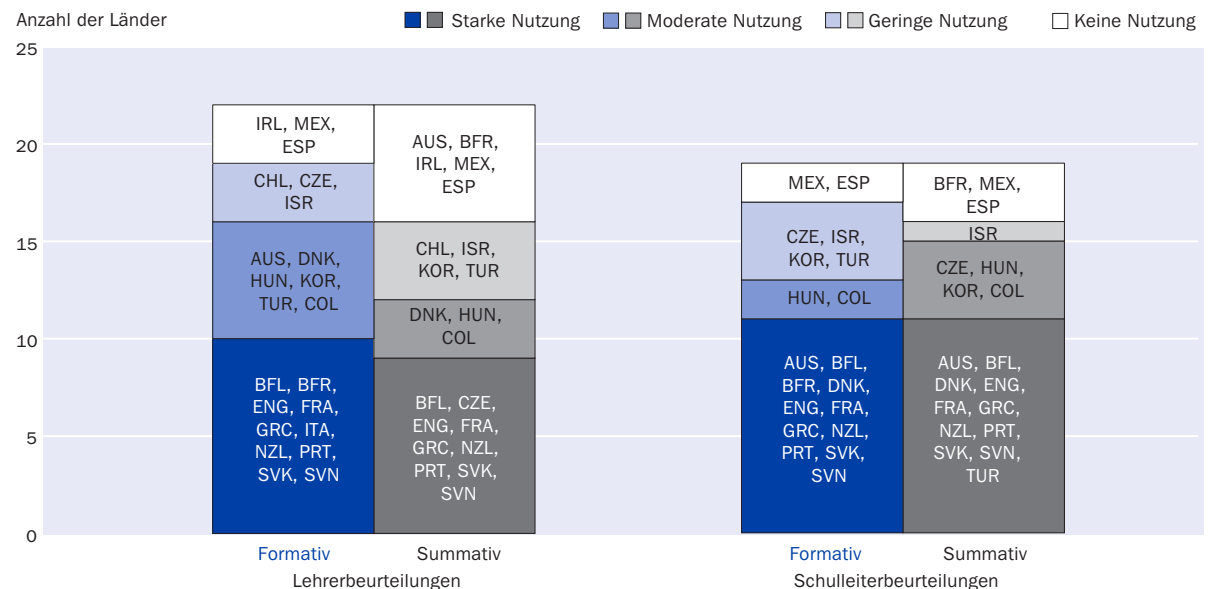 Anzahl der Länder
Starke Nutzung
Moderate Nutzung
Geringe Nutzung
Keine Nutzung
25
20
15
10
5
0
IRL, MEX,
ESP
CHL, CZE,
ISR
AUS, DNK,
HUN, KOR,
TUR, COL
BFL, BFR,
ENG, FRA,
GRC, ITA,
NZL, PRT,
SVK, SVN
AUS, BFR,
IRL, MEX,
ESP
CHL, ISR,
KOR, TUR
DNK, HUN,
COL
BFL, CZE,
ENG, FRA,
GRC, NZL,
PRT, SVK,
SVN
MEX, ESP
CZE, ISR,
KOR, TUR
HUN, COL
AUS, BFL,
BFR, DNK,
ENG, FRA,
GRC, NZL,
PRT, SVK,
SVN
BFR, MEX,
ESP
ISR
CZE, HUN,
KOR, COL
AUS, BFL,
DNK, ENG,
FRA, GRC,
NZL, PRT,
SVK, SVN,
TUR
Formativ
Summativ
Lehrerbeurteilungen
Formativ
Summativ
Schulleiterbeurteilungen